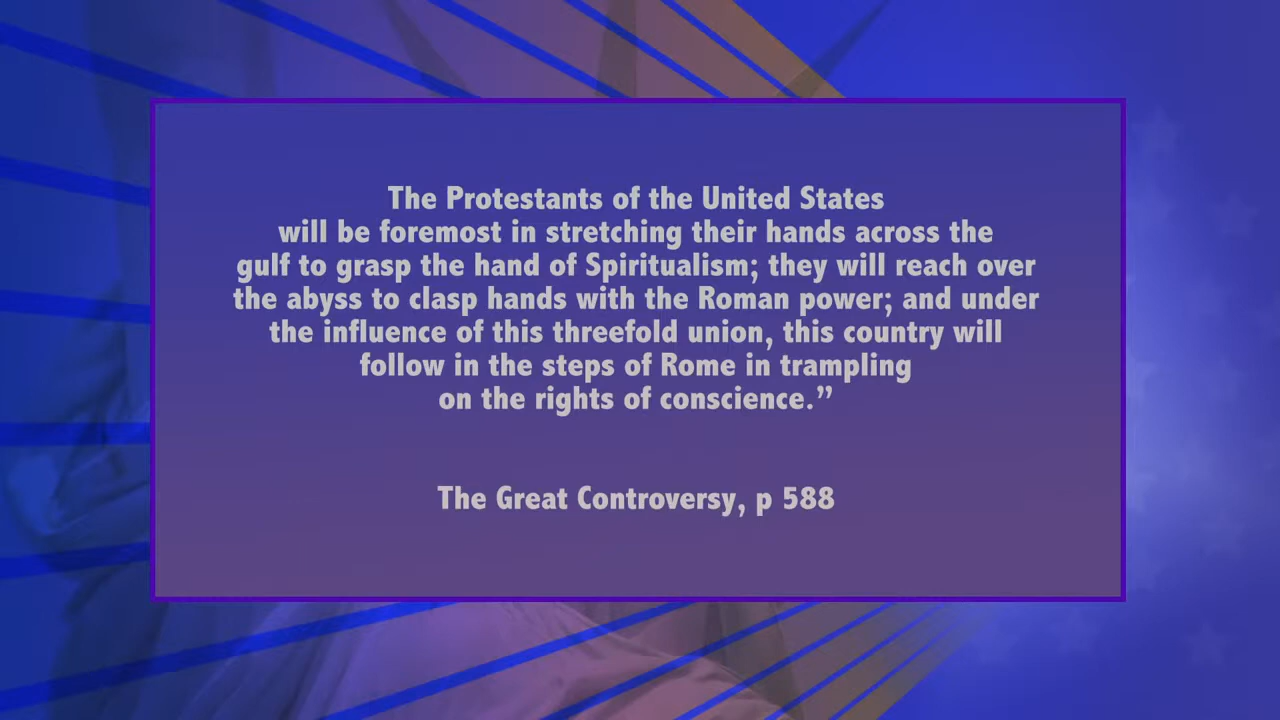 The Protestants of the United States
will be foremost in stretching their hands across the
gulf to grasp the hand of Spiritualism; they will reach over
the abyss to clasp hands with the Roman power; and under
the influence of this threefold union, this country will
follow in the steps of Rome in trampling
on the rights of conscience.”
The Great Controversy, p 588